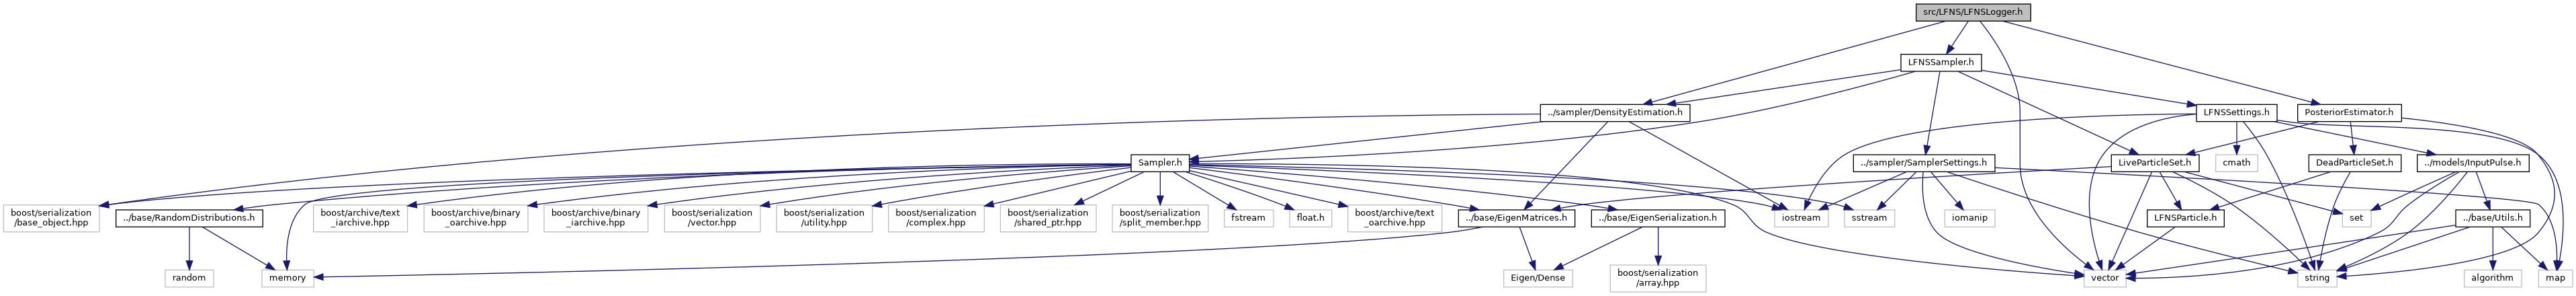 src/LFNS/LFNSLogger.h
LFNSSampler.h
../sampler/DensityEstimation.h
LFNSSettings.h
PosteriorEstimator.h
Sampler.h
../sampler/SamplerSettings.h
LiveParticleSet.h
cmath
DeadParticleSet.h
../models/InputPulse.h
boost/serialization
/base_object.hpp
../base/RandomDistributions.h
boost/archive/text
_iarchive.hpp
boost/archive/binary
_oarchive.hpp
boost/archive/binary
_iarchive.hpp
boost/serialization
/vector.hpp
boost/serialization
/utility.hpp
boost/serialization
/complex.hpp
boost/serialization
/shared_ptr.hpp
boost/serialization
/split_member.hpp
fstream
float.h
boost/archive/text
_oarchive.hpp
../base/EigenMatrices.h
../base/EigenSerialization.h
iostream
sstream
iomanip
LFNSParticle.h
set
../base/Utils.h
random
memory
Eigen/Dense
boost/serialization
/array.hpp
vector
string
algorithm
map